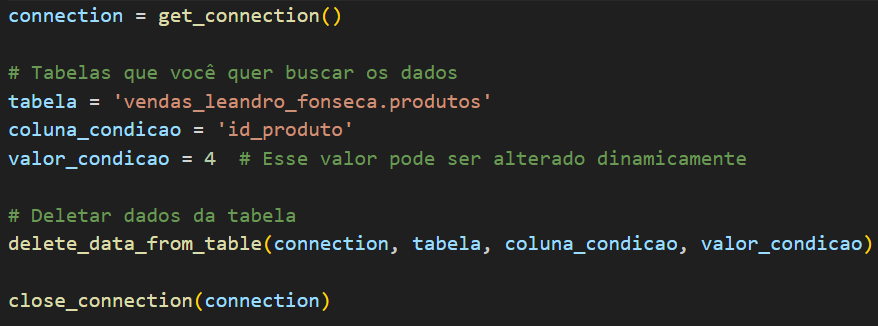 connection = get_connection()
# Tabelas que você quer buscar os dados
tabela = 'vendas_leandro_fonseca.produtos'
coluna_condicao = 'id_produto'
valor_condicao = 4  # Esse valor pode ser alterado dinamicamente
# Deletar dados da tabela
delete_data_from_table(connection, tabela, coluna_condicao, valor_condicao)
close_connection(connection)